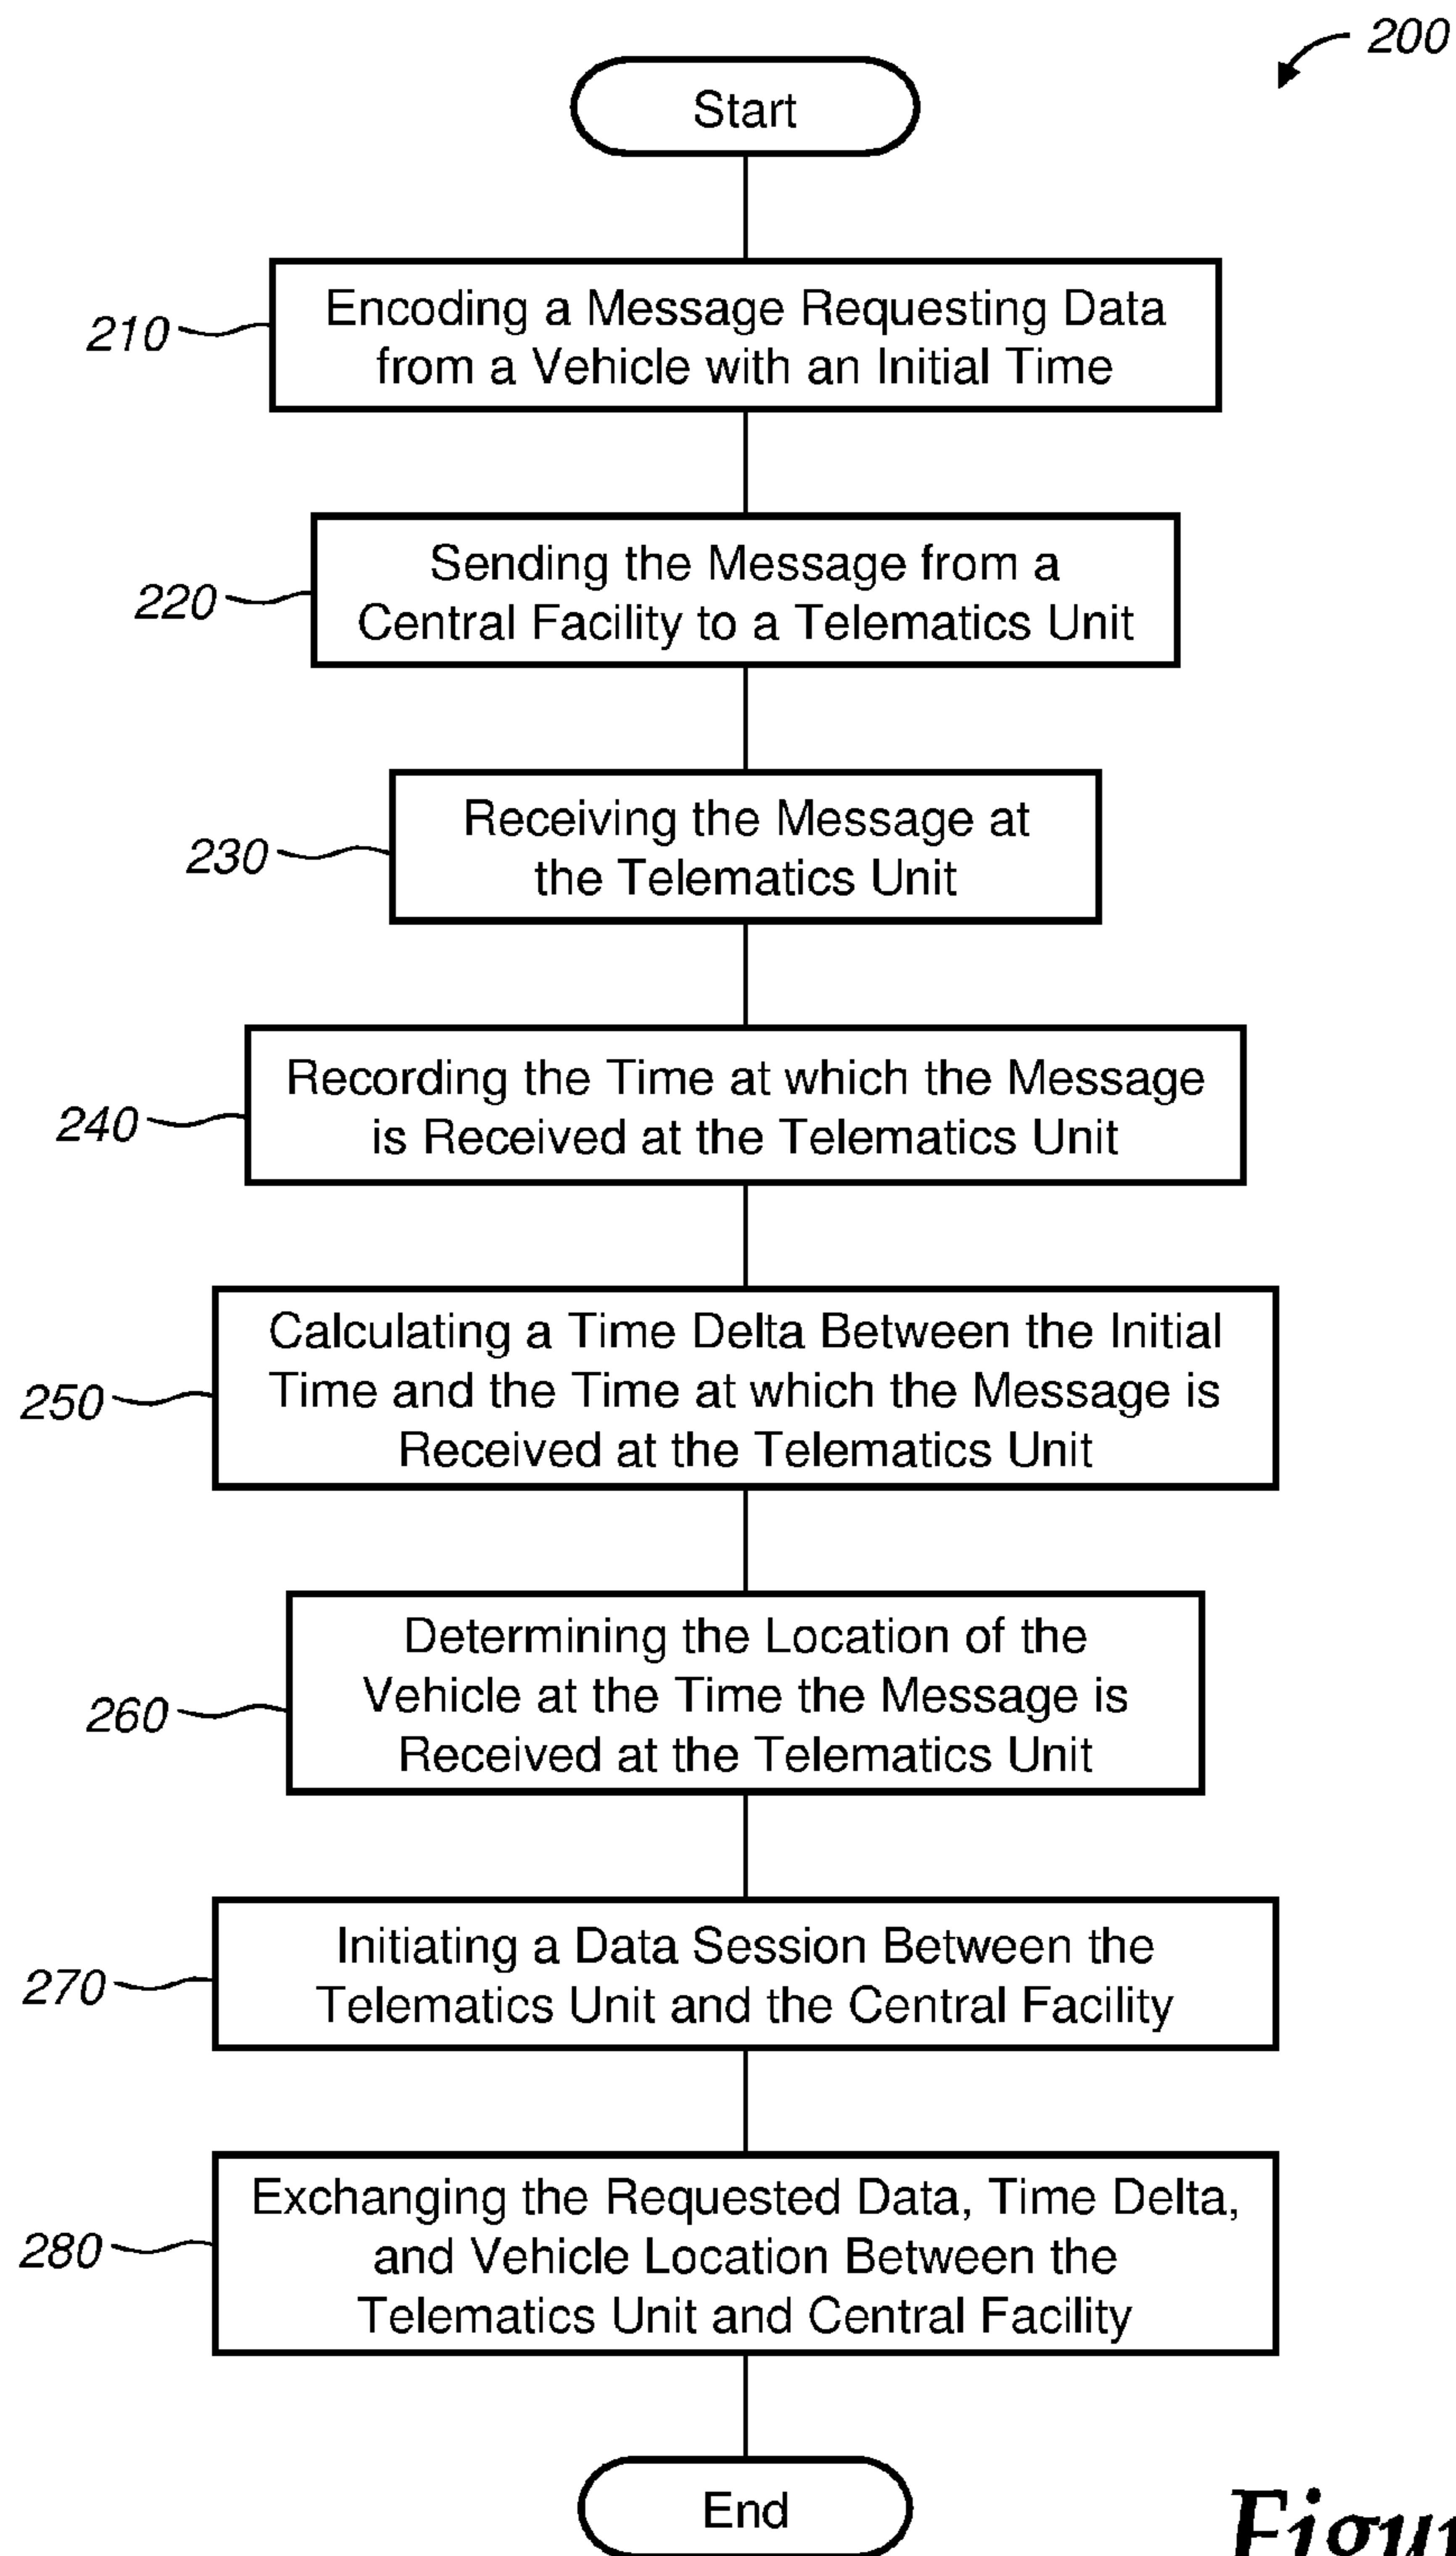 200
Start
210
Encoding a Message Requesting Data
from a Vehicle with an Initial Time
220
Sending the Message from a
Central Facility to a Telematics Unit
230
Receiving the Message at
the Telematics Unit
240
Recording the Time at which the Message
is Received at the Telematics Unit
250
Calculating a Time Delta Between the Initial
Time and the Time at which the Message is
Received at the Telematics Unit
260
Determining the Location of the
Vehicle at the Time the Message is
Received at the Telematics Unit
270
Initiating a Data Session Between the
Telematics Unit and the Central Facility
280
Exchanging the Requested Data, Time Delta,
and Vehicle Location Between the
Telematics Unit and Central Facility
End